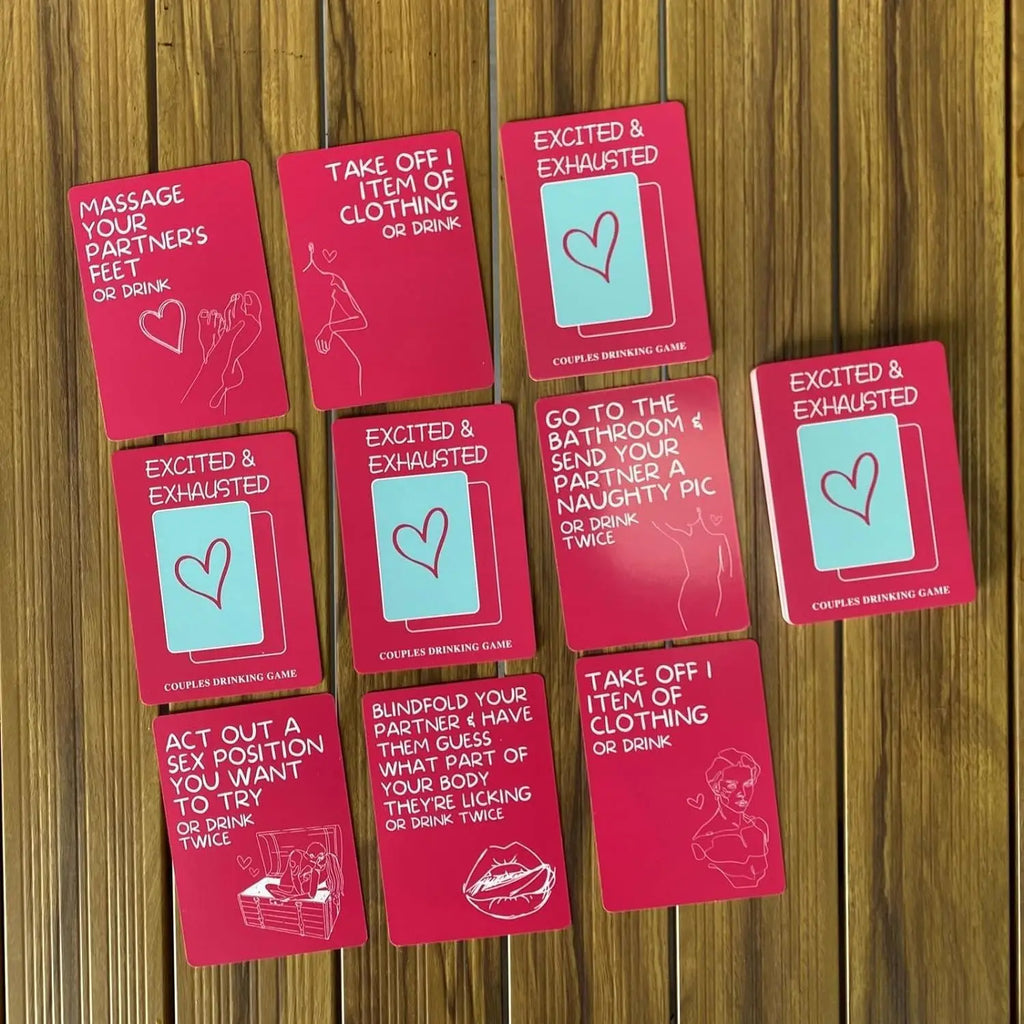 MASSAGE
YOUR
PARTNER'S
FEET
OR DRINK
TAKE OFF 1
ITEM OF
CLOTHING
OR DRINK
EXCITED &
EXHAUSTED
COUPLES DRINKING GAME
EXCITED &
EXHAUSTED
COUPLES DRINKING GAME
EXCITED &
EXHAUSTED
COUPLES DRINKING GAME
GO TO THE
BATHROOM &
SEND YOUR
PARTNER A
NAUGHTY PIC
OR DRINK
TWICE
EXCITED &
EXHAUSTED
COUPLES DRINKING GAME
ACT OUT A
SEX POSITION
YOU WANT
TO TRY
OR DRINK
TWICE
BLINDFOLD YOUR
PARTNER & HAVE
THEM GUESS
WHAT PART OF
YOUR BODY
THEY'RE LICKING
OR DRINK TWICE
TAKE OFF 1
ITEM OF
CLOTHING
OR DRINK